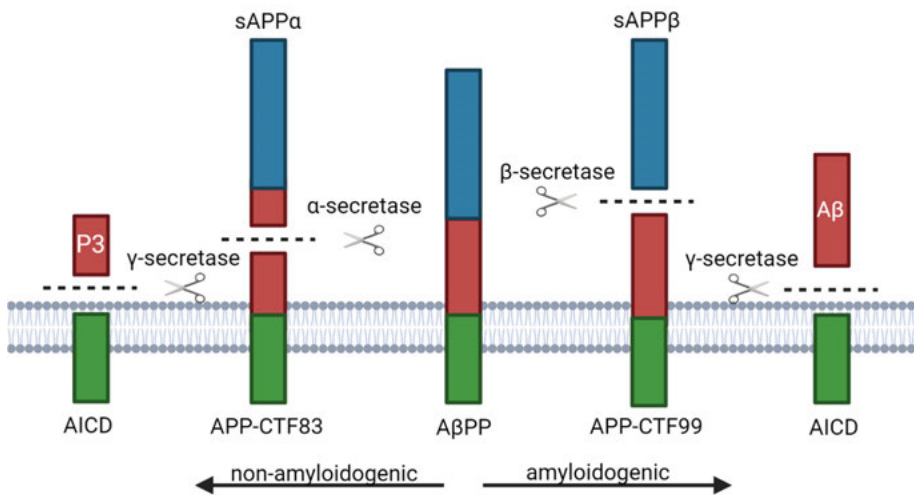 sAPPα
sAPPβ
β-secretase
α-secretase
Aβ
P3
γ-secretase
γ-secretase
AICD
APP-CTF83
AβPP
APP-CTF99
AICD
non-amyloidogenic
amyloidogenic